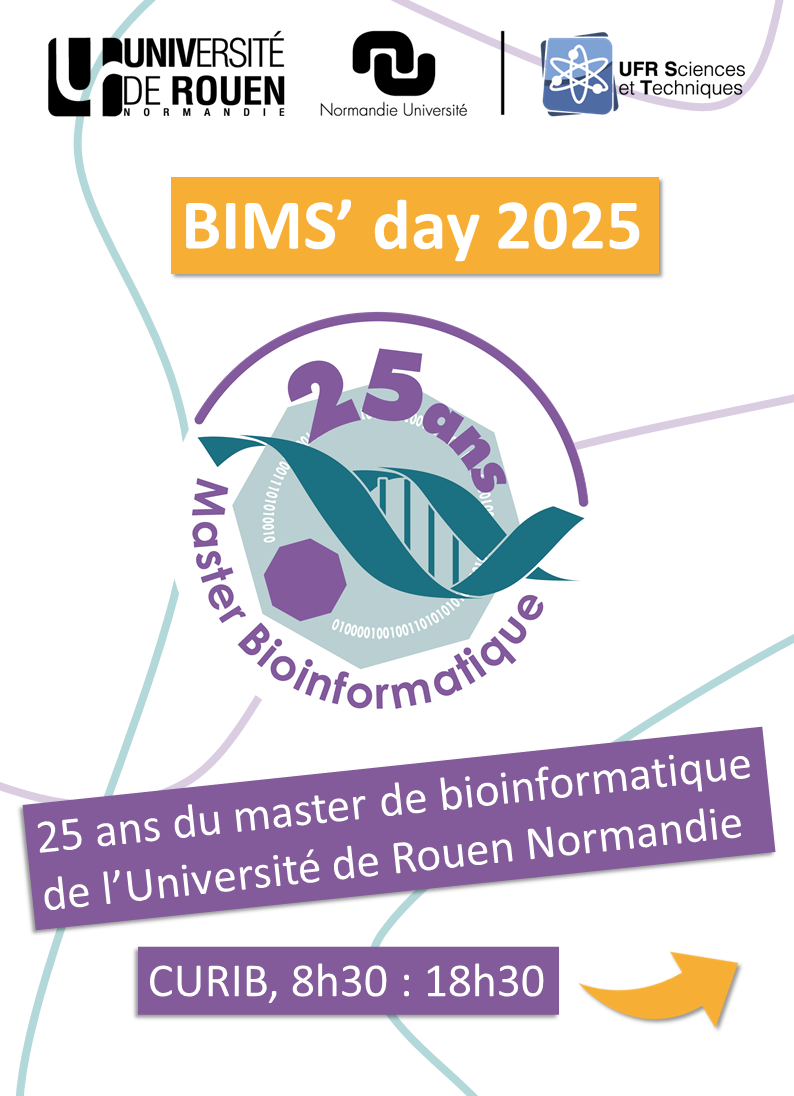 UNIVERSITÉ
DE ROUEN
NORMANDIE
Normandie Université
UFR Sciences
et Techniques
BIMS’ day 2025
25 ans
Master Bioinformatique
010000100100110101010
25 ans du master de bioinformatique
de l’Université de Rouen Normandie
CURIB, 8h30 : 18h30